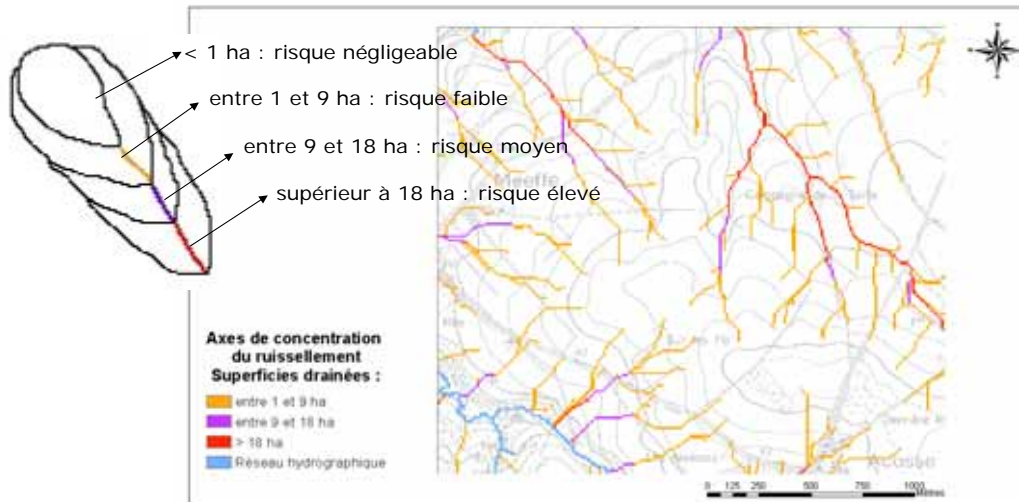 < 1 ha : risque négligeable
entre 1 et 9 ha : risque faible
entre 9 et 18 ha : risque moyen
supérieur à 18 ha : risque élevé
Meeffe
Axes de concentration
du ruissellement
Superficies drainées :
entre 1 et 9 ha
entre 9 et 18 ha
> 18 ha
Réseau hydrographique
Acosse
0 125 250 500 750 1000
Mètres